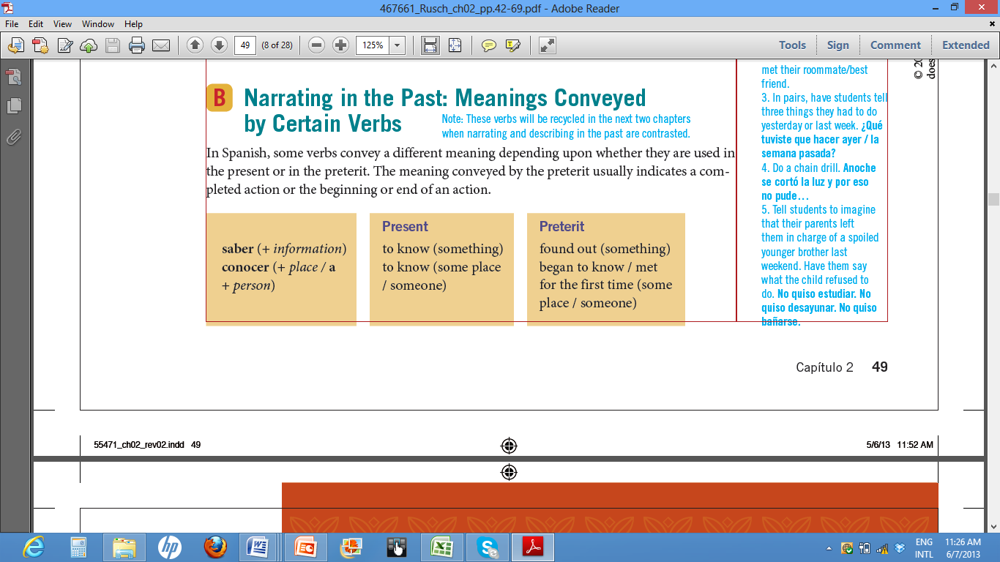 467661_Rusch_ch02_pp.42-69.pdf - Adobe Reader
File Edit View Window Help
49 (8 of 28) 125% Tools Sign Comment Extended
B Narrating in the Past: Meanings Conveyed
by Certain Verbs
Note: These verbs will be recycled in the next two chapters
when narrating and describing in the past are contrasted.
In Spanish, some verbs convey a different meaning depending upon whether they are used in
the present or in the preterit. The meaning conveyed by the preterit usually indicates a com-
pleted action or the beginning or end of an action.
saber (+ information)
conocer (+ place / a
+ person)
Present
to know (something)
to know (some place
/ someone)
Preterit
found out (something)
began to know / met
for the first time (some
place / someone)
met their roommate/best
friend.
3. In pairs, have students tell
three things they had to do
yesterday or last week. ¿Qué
tuviste que hacer ayer / la
semana pasada?
4. Do a chain drill. Anoche
se cortó la luz y por eso
no pude…
5. Tell students to imagine
that their parents left
them in charge of a spoiled
younger brother last
weekend. Have them say
what the child refused to
do. No quiso estudiar. No
quiso desayunar. No quiso
bañarse.
© 20
does
Capítulo 2 49
55471_ch02_rev02.indd 49
5/6/13 11:52 AM
ENG
INTL
11:26 AM
6/7/2013